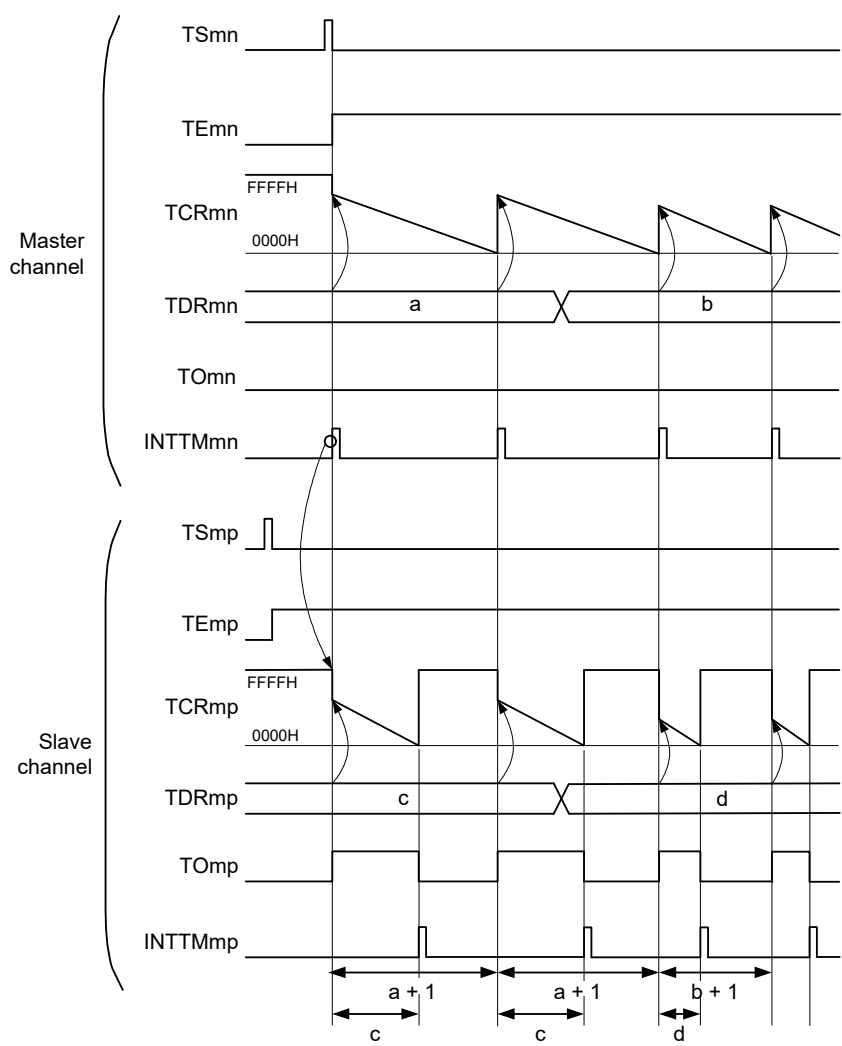 TSmn
TEmn
FFFFH
TCRmn
0000H
Master
channel
TDRmn
a
b
TOmn
INTTMmn
TSmp
TEmp
FFFFH
TCRmp
0000H
Slave
channel
TDRmp
c
d
TOmp
INTTMmp
a + 1
a + 1
b + 1
c
c
d